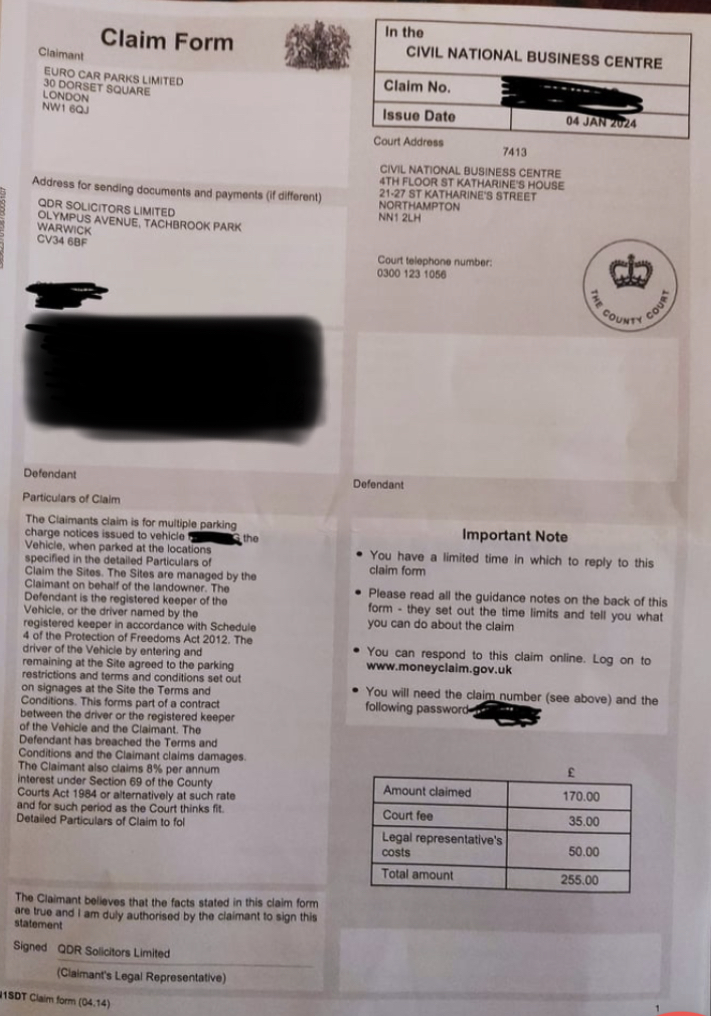 Claim Form
Claimant
EURO CAR PARKS LIMITED
30 DORSET SQUARE
LONDON
NW1 6QJ
In the
CIVIL NATIONAL BUSINESS CENTRE
Claim No.
Issue Date 04 JAN 2024
Court Address
7413
CIVIL NATIONAL BUSINESS CENTRE
4TH FLOOR ST KATHARINE'S HOUSE
21-27 ST KATHARINE'S STREET
NORTHAMPTON
NN1 2LH
Court telephone number:
0300 123 1056
THE COUNTY COURT
Address for sending documents and payments (if different)
QDR SOLICITORS LIMITED
OLYMPUS AVENUE, TACHBROOK PARK
WARWICK
CV34 6BF
Defendant
Defendant
Particulars of Claim
The Claimants claim is for multiple parking
charge notices issued to vehicle the
Vehicle, when parked at the locations
specified in the detailed Particulars of
Claim the Sites. The Sites are managed by the
Claimant on behalf of the landowner. The
Defendant is the registered keeper of the
Vehicle, or the driver named by the
registered keeper in accordance with Schedule
4 of the Protection of Freedoms Act 2012. The
driver of the Vehicle by entering and
remaining at the Site agreed to the parking
restrictions and terms and conditions set out
on signages at the Site the Terms and
Conditions. This forms part of a contract
between the driver or the registered keeper
of the Vehicle and the Claimant. The
Defendant has breached the Terms and
Conditions and the Claimant claims damages.
The Claimant also claims 8% per annum
interest under Section 69 of the County
Courts Act 1984 or alternatively at such rate
and for such period as the Court thinks fit.
Detailed Particulars of Claim to fol
Important Note
• You have a limited time in which to reply to this
claim form
• Please read all the guidance notes on the back of this
form - they set out the time limits and tell you what
you can do about the claim
• You can respond to this claim online. Log on to
www.moneyclaim.gov.uk
• You will need the claim number (see above) and the
following password
£
Amount claimed 170.00
Court fee 35.00
Legal representative's
costs 50.00
Total amount 255.00
The Claimant believes that the facts stated in this claim form
are true and I am duly authorised by the claimant to sign this
statement
Signed QDR Solicitors Limited
(Claimant's Legal Representative)
N1SDT Claim form (04.14)
1